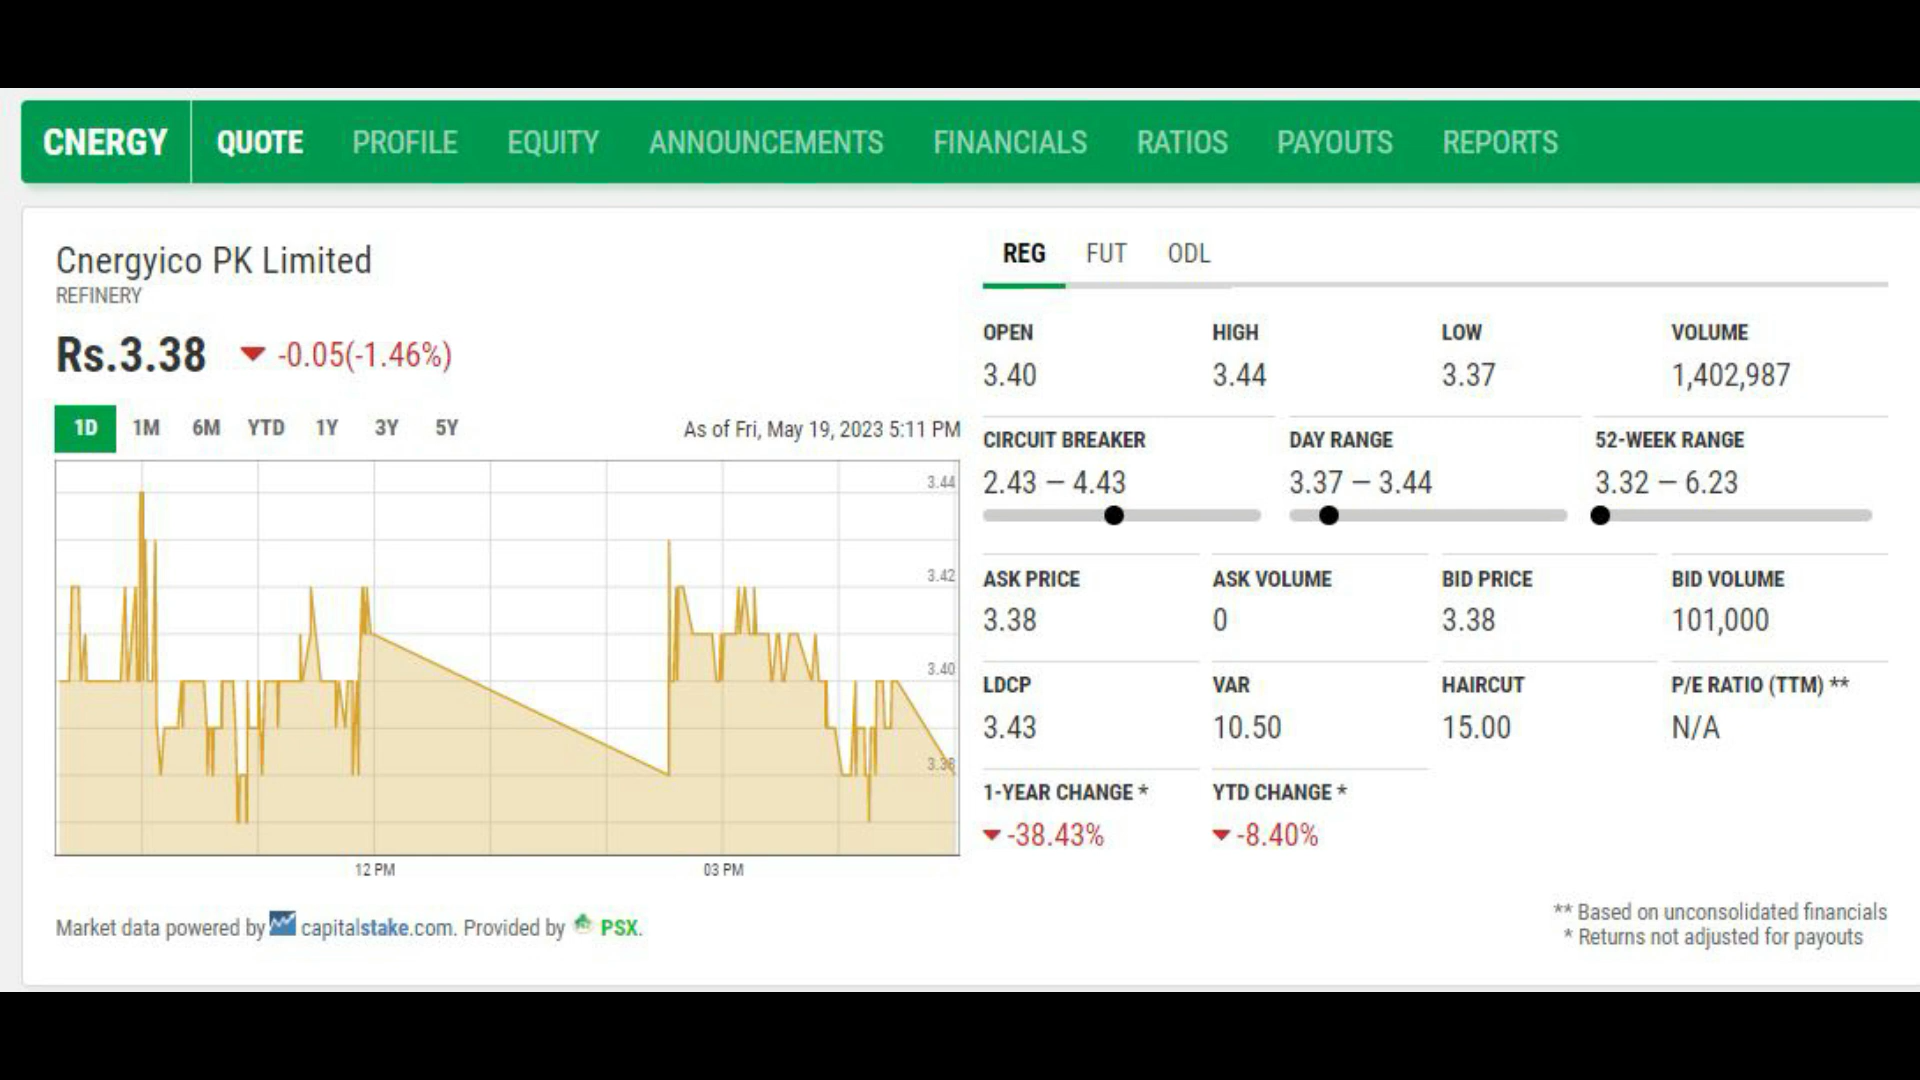 CNERGY QUOTE PROFILE EQUITY ANNOUNCEMENTS FINANCIALS RATIOS PAYOUTS REPORTS
Cnergyico PK Limited
REFINERY
Rs.3.38 -0.05(-1.46%)
1D 1M 6M YTD 1Y 3Y 5Y As of Fri, May 19, 2023 5:11 PM
3.44
3.42
3.40
3.38
12 PM 03 PM
Market data powered by capitalstake.com. Provided by PSX.
REG FUT ODL
OPEN HIGH LOW VOLUME
3.40 3.44 3.37 1,402,987
CIRCUIT BREAKER DAY RANGE 52-WEEK RANGE
2.43 — 4.43 3.37 — 3.44 3.32 — 6.23
ASK PRICE ASK VOLUME BID PRICE BID VOLUME
3.38 0 3.38 101,000
LDCP VAR HAIRCUT P/E RATIO (TTM) **
3.43 10.50 15.00 N/A
1-YEAR CHANGE * YTD CHANGE *
-38.43% -8.40%
** Based on unconsolidated financials
* Returns not adjusted for payouts